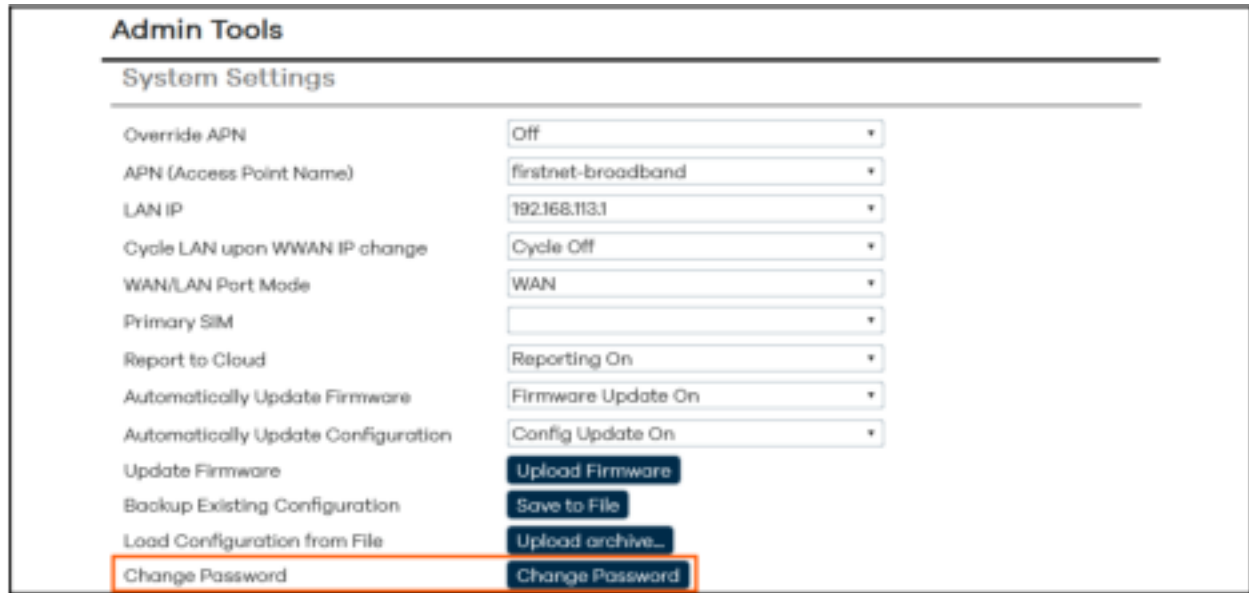 Admin Tools
System Settings
Override APN Off
APN (Access Point Name) firstnet-broadband
LAN IP 192.168.113.1
Cycle LAN upon WWAN IP change Cycle Off
WAN/LAN Port Mode WAN
Primary SIM
Report to Cloud Reporting On
Automatically Update Firmware Firmware Update On
Automatically Update Configuration Config Update On
Update Firmware Upload Firmware
Backup Existing Configuration Save to File
Load Configuration from File Upload archive...
Change Password Change Password